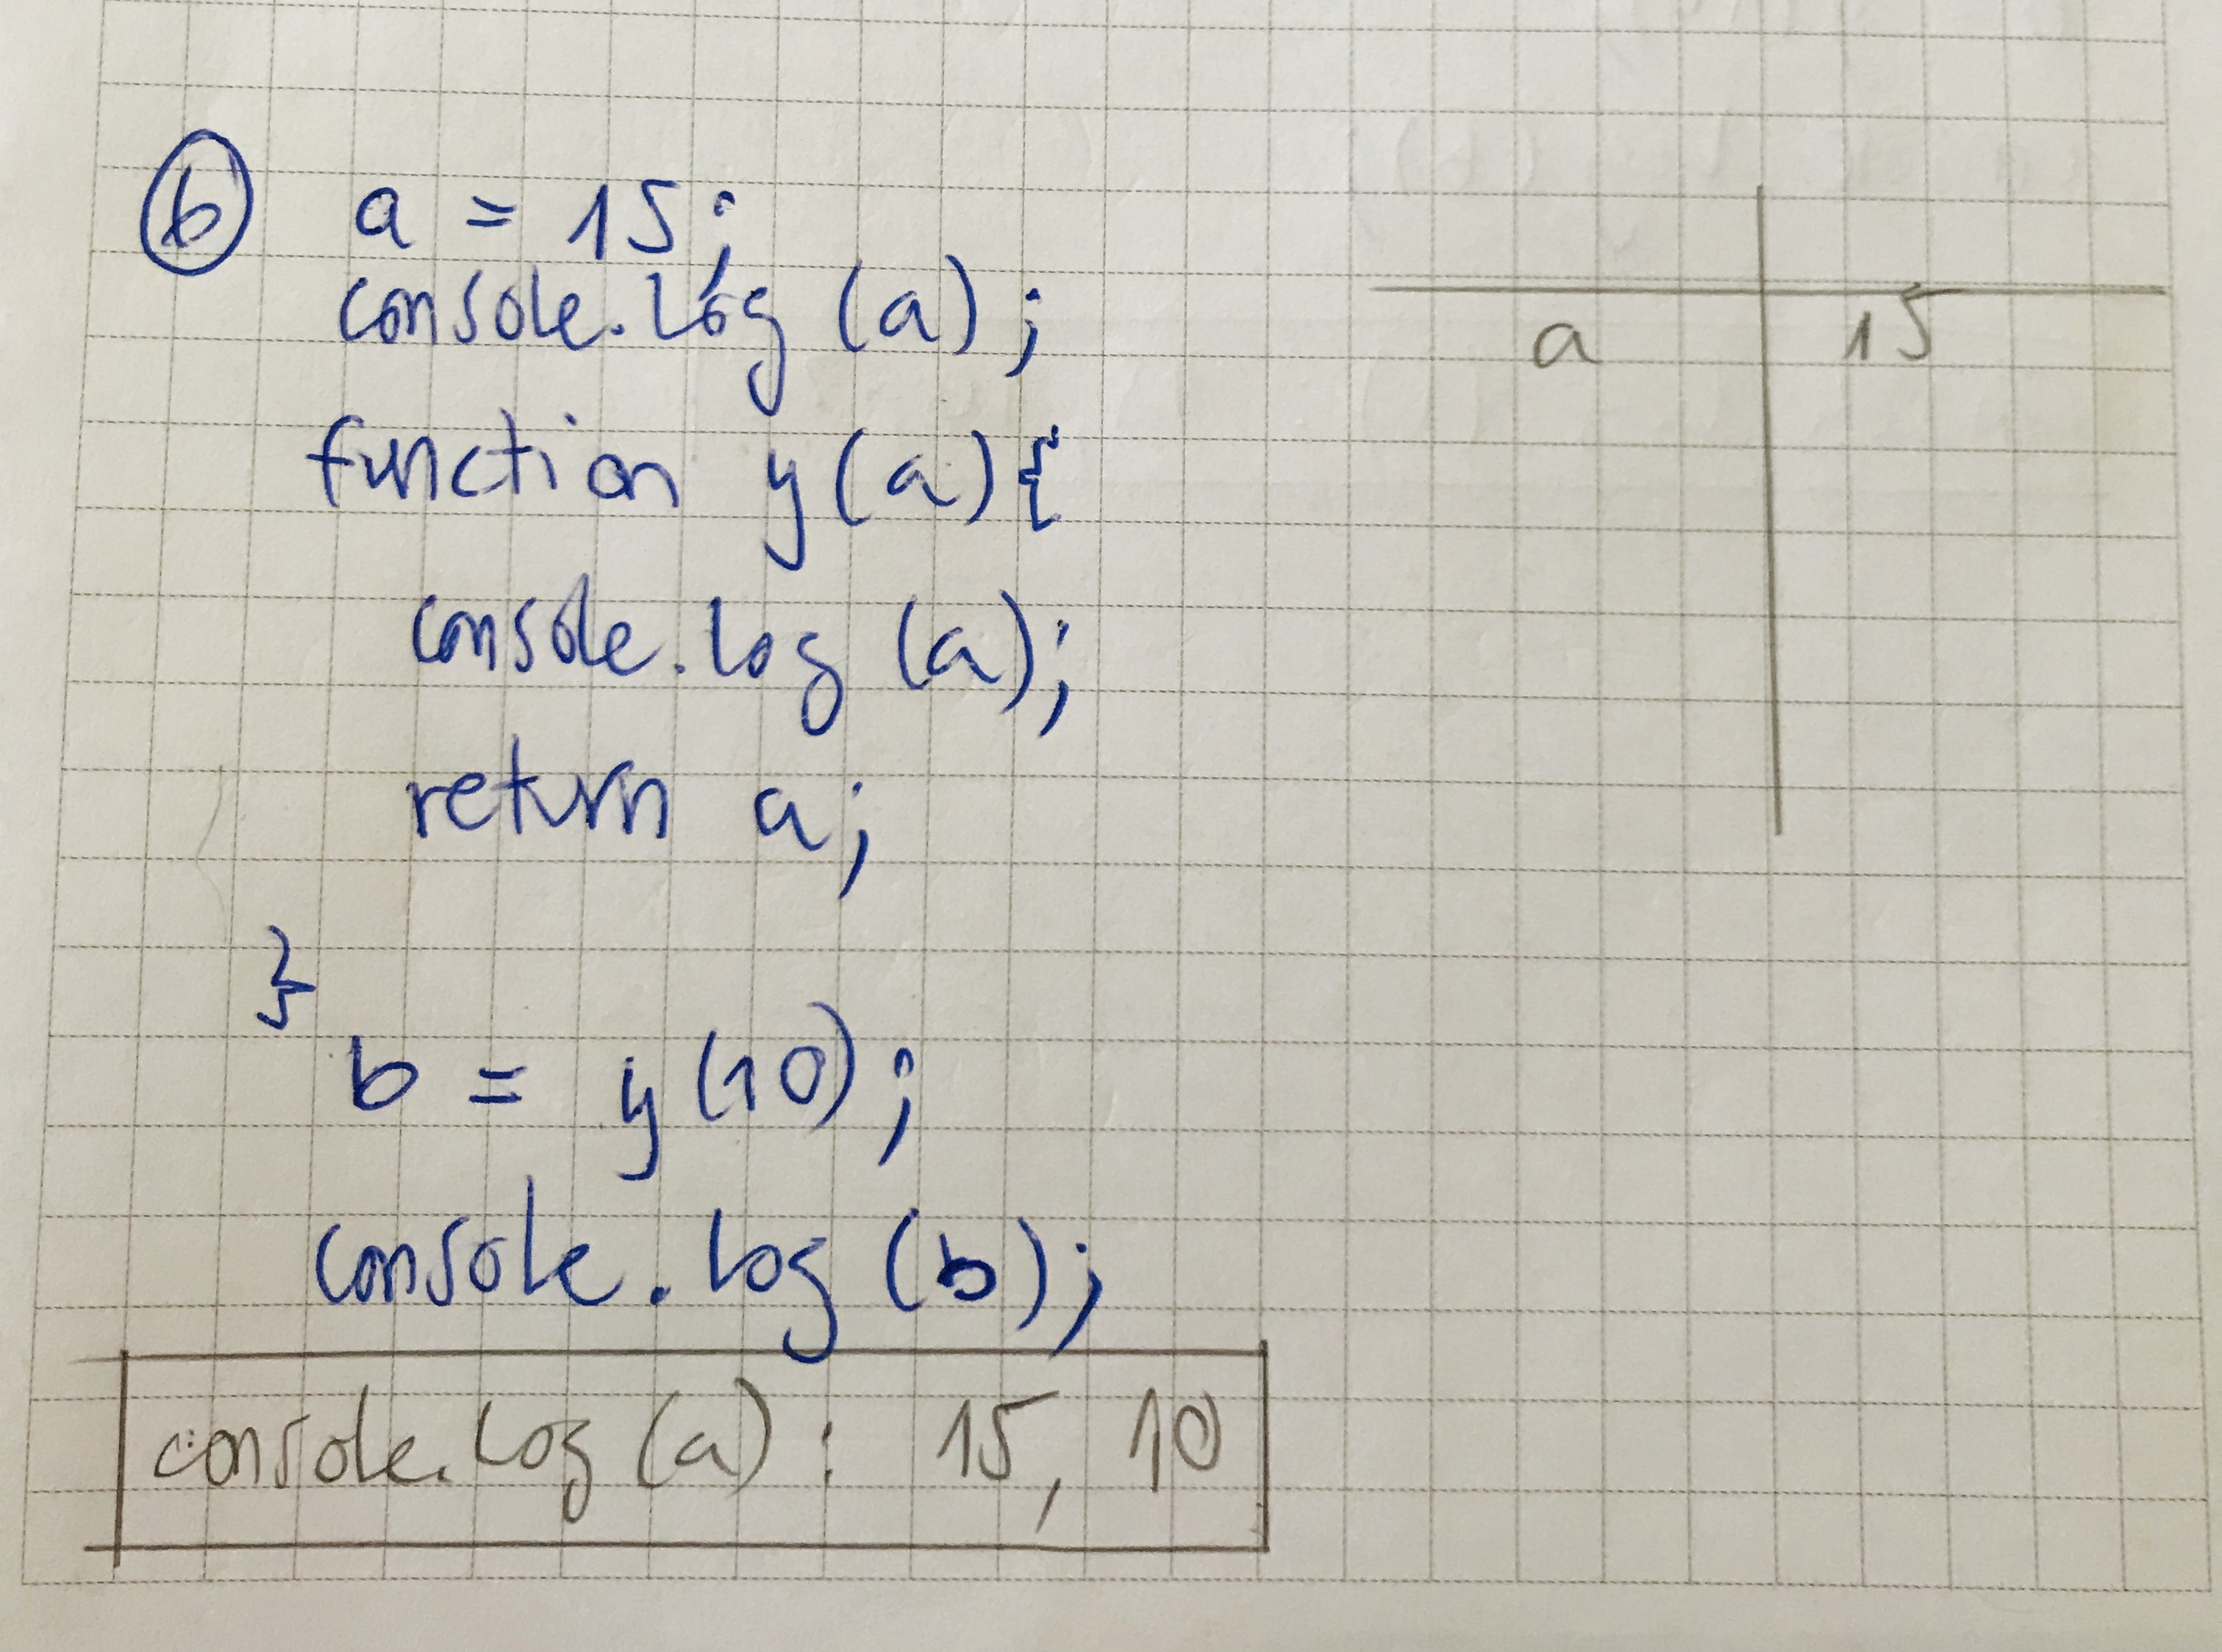 b a = 15;
console.log (a);
function y(a){
console.log (a);
return a;
}
b = y(10);
console.log (b);
console.log (a) : 15, 10
a 15